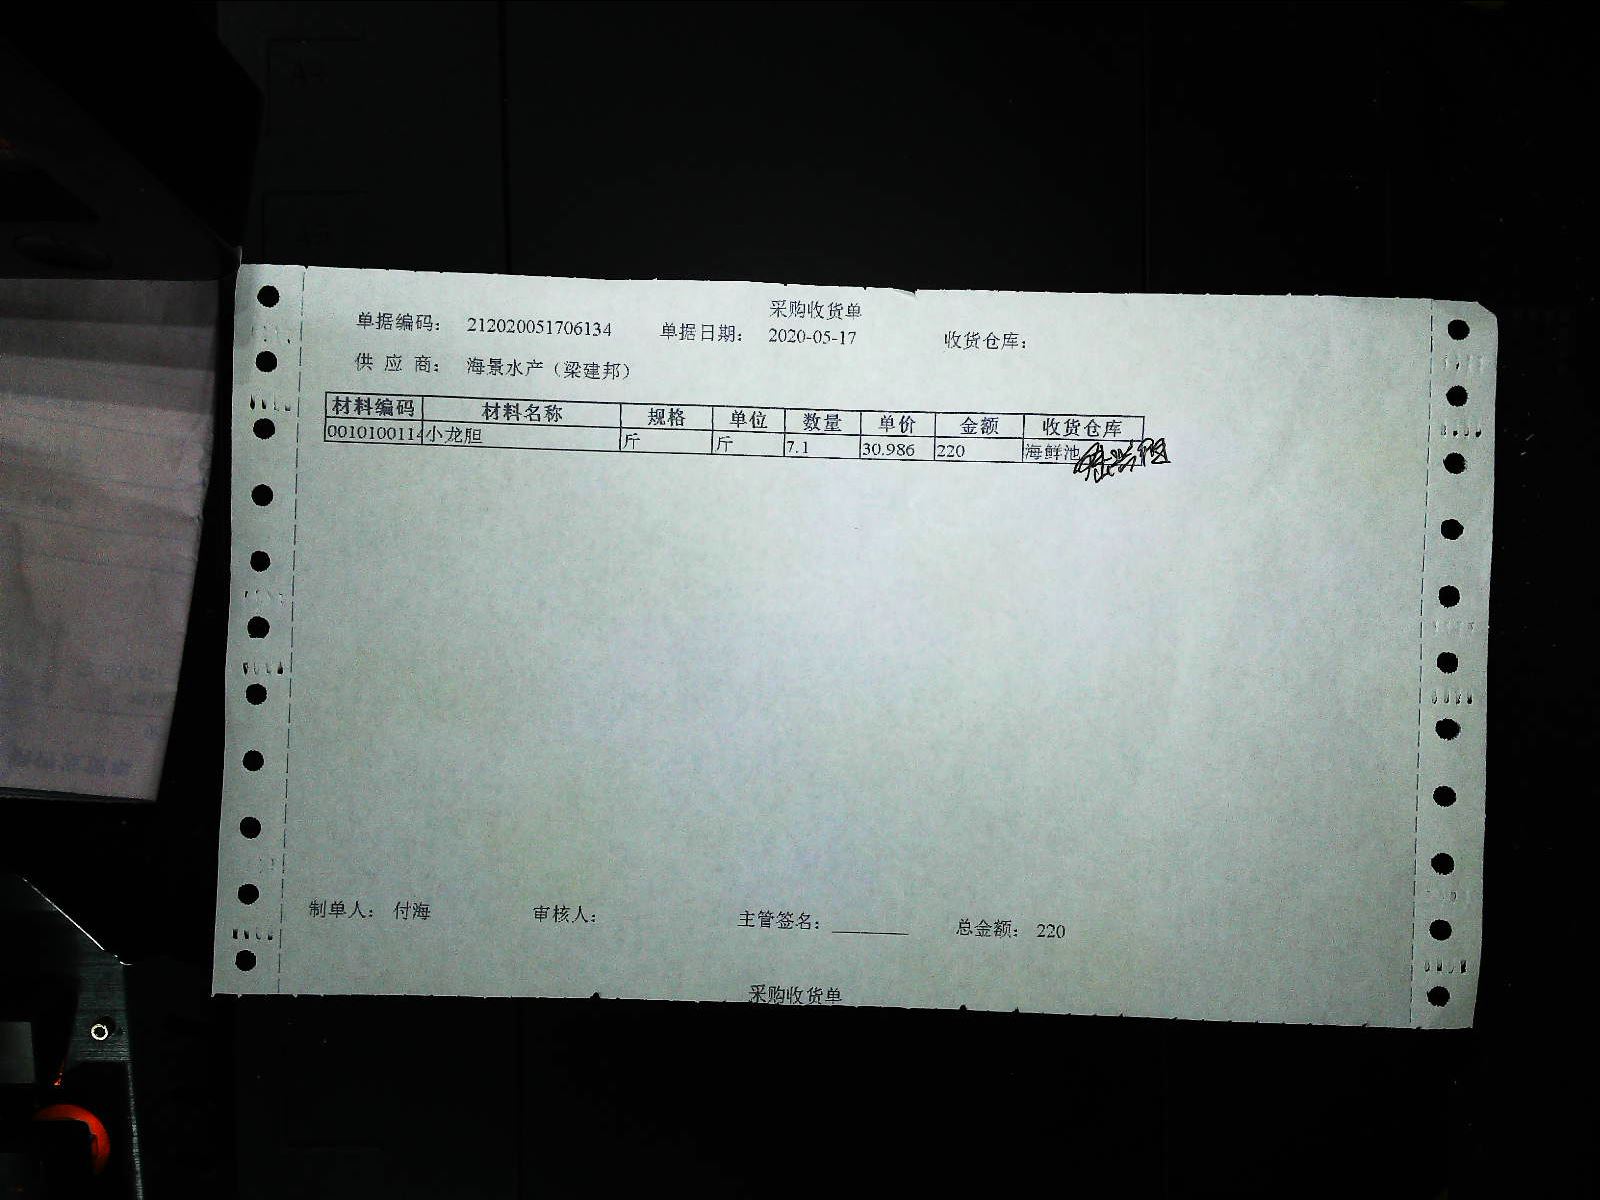 采购收货单
单据编码： 212020051706134 单据日期： 2020-05-17 收货仓库：
供 应 商： 海景水产（梁建邦）
材料编码 材料名称 规格 单位 数量 单价 金额 收货仓库
0010100114 小龙胆 斤 斤 7.1 30.986 220 海鲜池
制单人： 付海 审核人： 主管签名： 总金额： 220
采购收货单